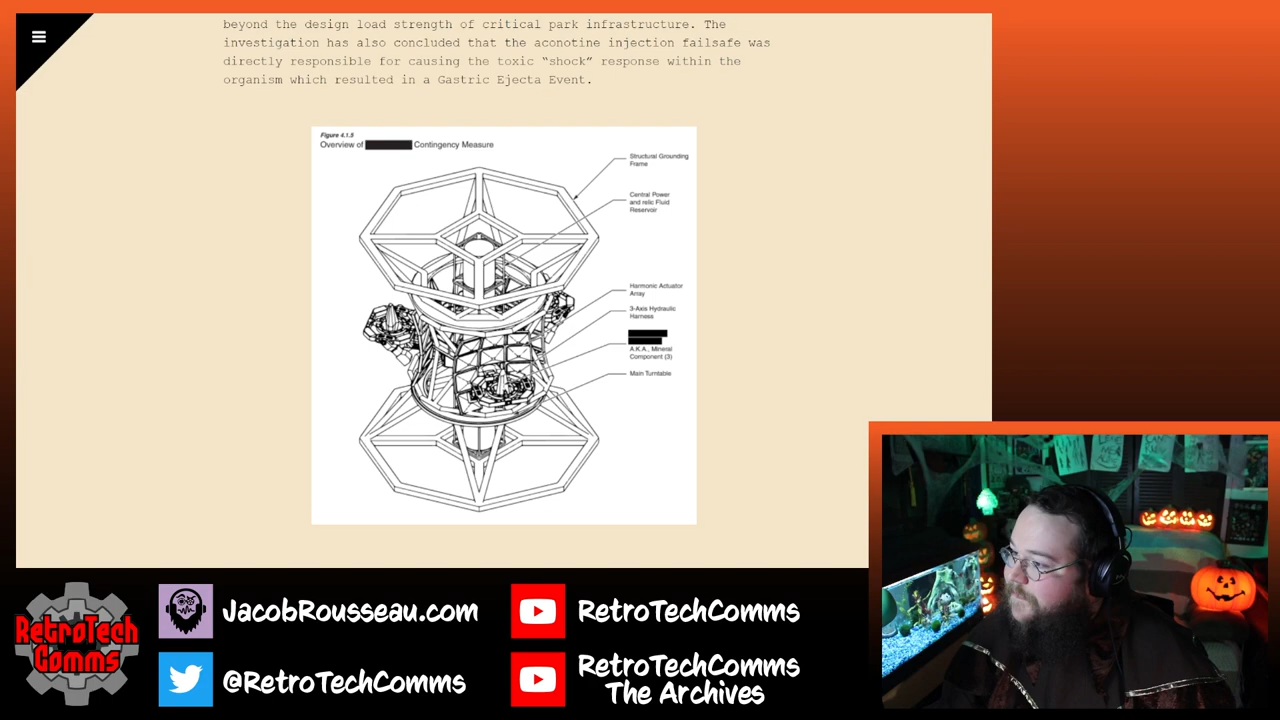 beyond the design load strength of critical park infrastructure. The
investigation has also concluded that the aconotine injection failsafe was
directly responsible for causing the toxic “shock” response within the
organism which resulted in a Gastric Ejecta Event.
Figure 4.1.5
Overview of Contingency Measure
Structural Grounding
Frame
Central Power
and relic Fluid
Reservoir
Harmonic Actuator
Array
3-Axis Hydraulic
Harness
A.K.A., Mineral
Component (3)
Main Turntable
RetroTech
Comms
JacobRousseau.com
@RetroTechComms
RetroTechComms
RetroTechComms
The Archives